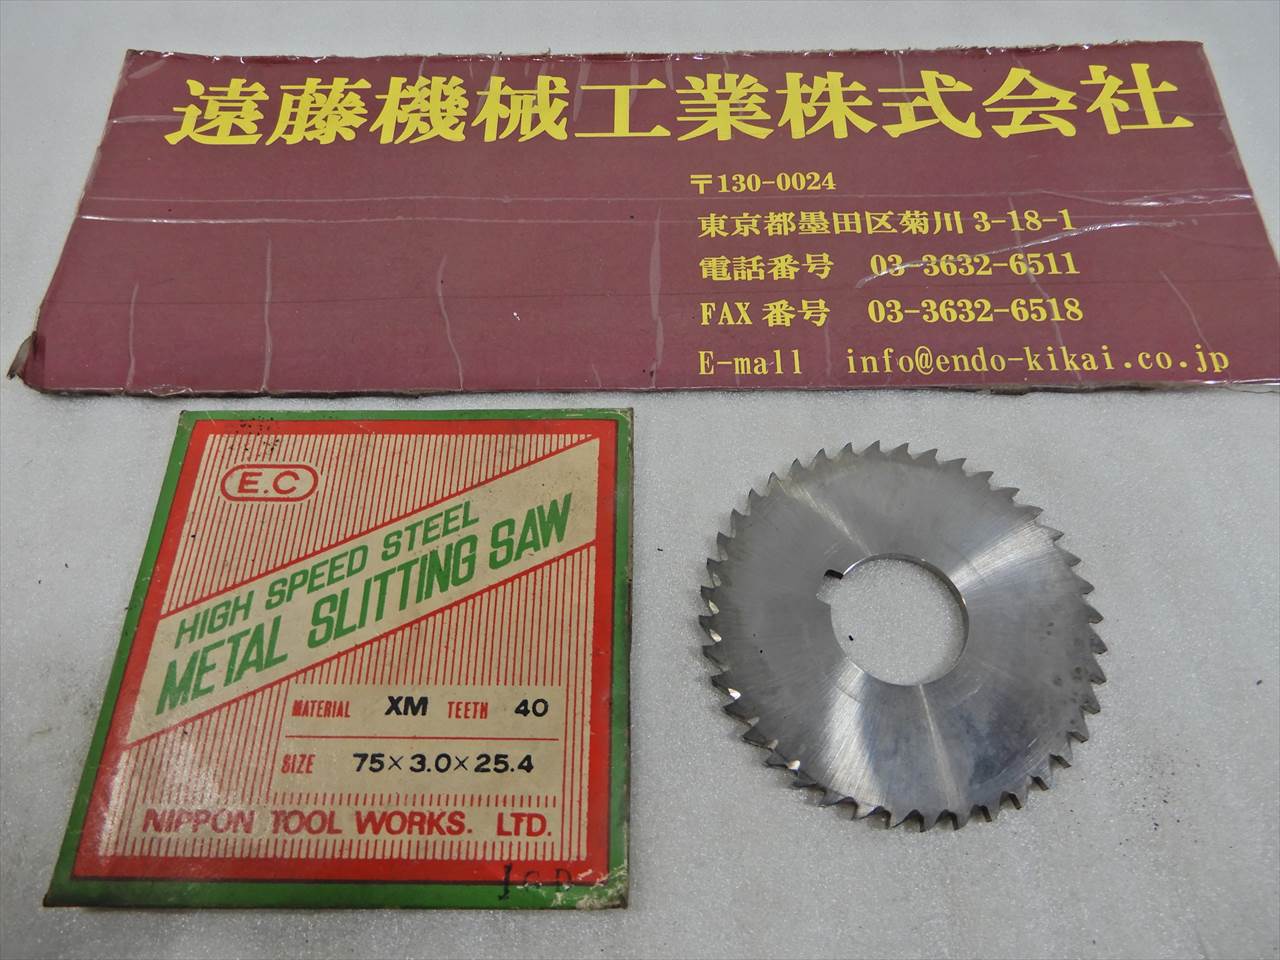 遠藤機械工業株式会社
〒130-0024
東京都墨田区菊川 3-18-1
電話番号 03-3632-6511
FAX 番号 03-3632-6518
E-mall info@endo-kikai.co.jp
E.C
HIGH SPEED STEEL
METAL SLITTING SAW
MATERIAL XM TEETH 40
SIZE 75×3.0×25.4
NIPPON TOOL WORKS. LTD.